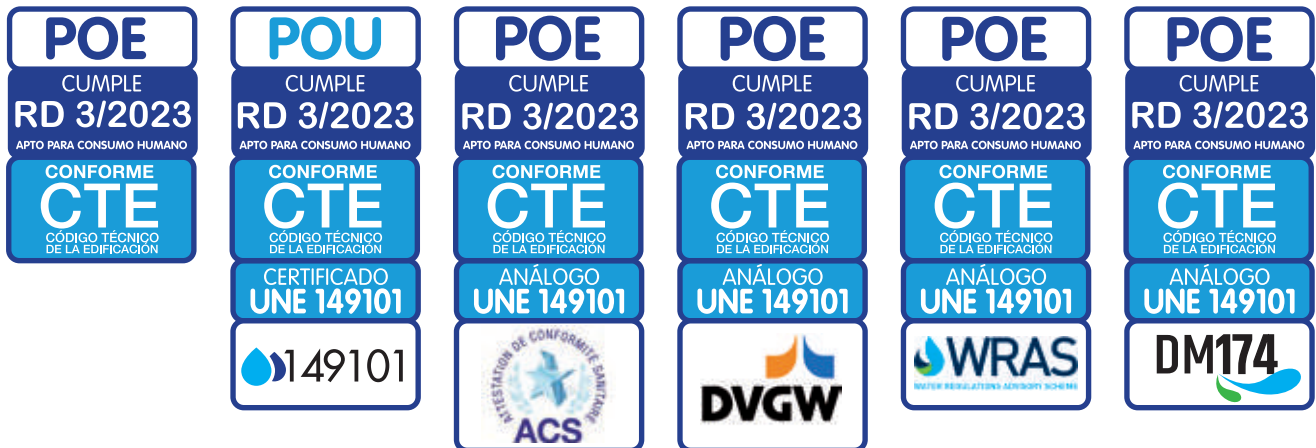 POE
CUMPLE
RD 3/2023
APTO PARA CONSUMO HUMANO
CONFORME
CTE
CÓDIGO TÉCNICO
DE LA EDIFICACIÓN
POU
CUMPLE
RD 3/2023
APTO PARA CONSUMO HUMANO
CONFORME
CTE
CÓDIGO TÉCNICO
DE LA EDIFICACIÓN
CERTIFICADO
UNE 149101
149101
POE
CUMPLE
RD 3/2023
APTO PARA CONSUMO HUMANO
CONFORME
CTE
CÓDIGO TÉCNICO
DE LA EDIFICACIÓN
ANÁLOGO
UNE 149101
ATTESTATION DE CONFORMITÉ SANITAIRE
ACS
POE
CUMPLE
RD 3/2023
APTO PARA CONSUMO HUMANO
CONFORME
CTE
CÓDIGO TÉCNICO
DE LA EDIFICACIÓN
ANÁLOGO
UNE 149101
DVGW
POE
CUMPLE
RD 3/2023
APTO PARA CONSUMO HUMANO
CONFORME
CTE
CÓDIGO TÉCNICO
DE LA EDIFICACIÓN
ANÁLOGO
UNE 149101
WRAS
WATER REGULATIONS ADVISORY SCHEME
POE
CUMPLE
RD 3/2023
APTO PARA CONSUMO HUMANO
CONFORME
CTE
CÓDIGO TÉCNICO
DE LA EDIFICACIÓN
ANÁLOGO
UNE 149101
DM174